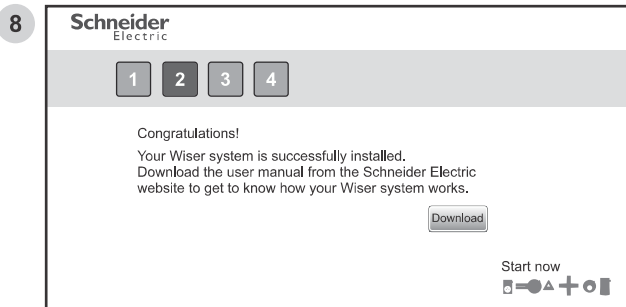 8
Schneider
Electric
1 2 3 4
Congratulations!
Your Wiser system is successfully installed.
Download the user manual from the Schneider Electric
website to get to know how your Wiser system works.
Download
Start now